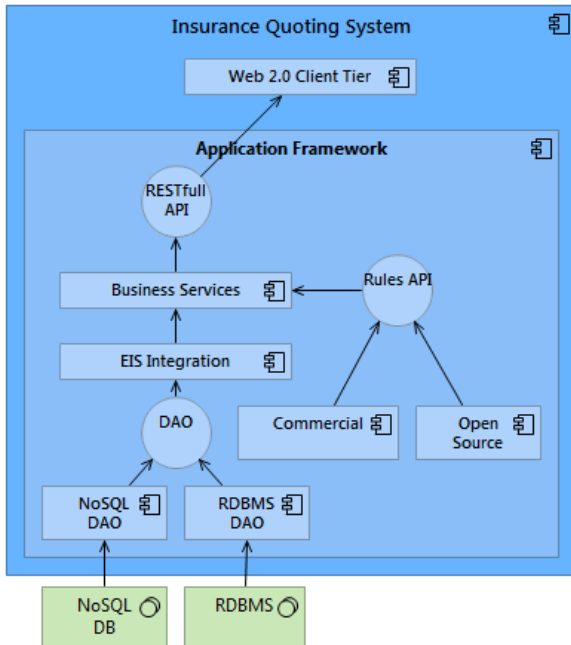 Insurance Quoting System
Web 2.0 Client Tier
Application Framework
RESTfull
API
Business Services
Rules API
EIS Integration
DAO
Commercial
Open
Source
NoSQL
DAO
RDBMS
DAO
NoSQL
DB
RDBMS